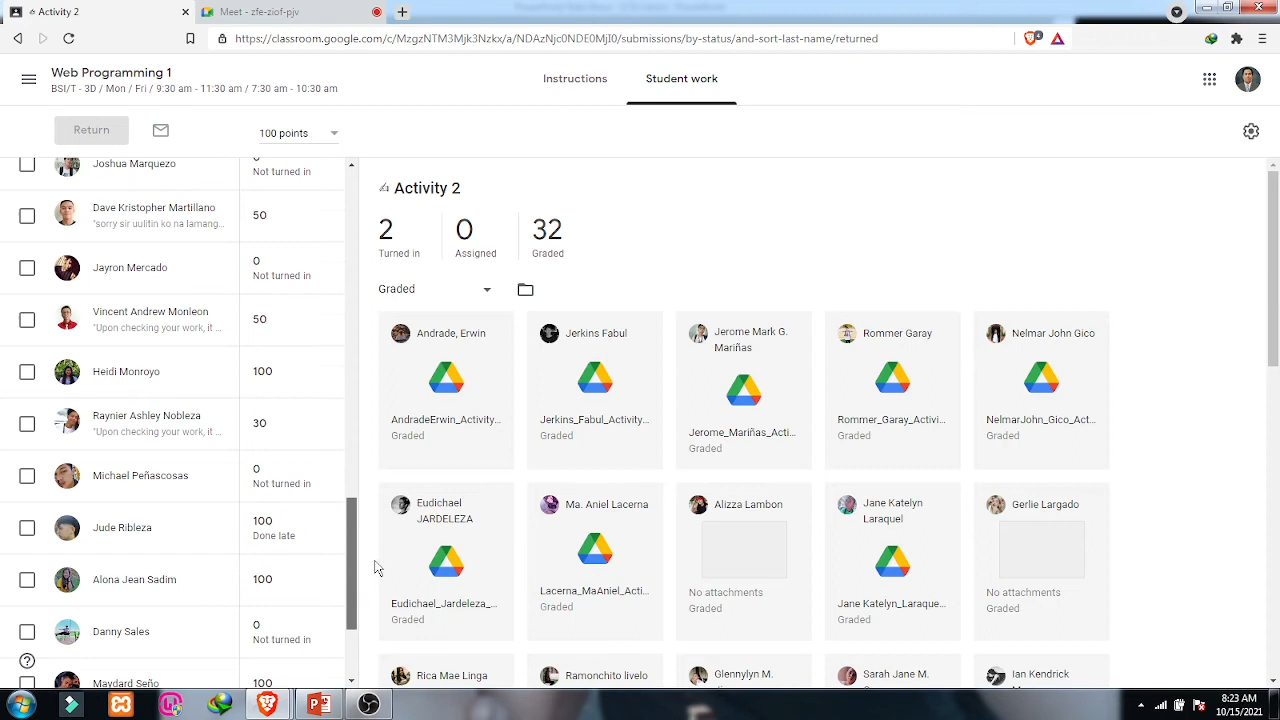 Activity 2
Meet - zfe-ziof-pjv
https://classroom.google.com/c/MzgzNTM3Mjk3Nzkx/a/NDAzNjc0NDE0MjI0/submissions/by-status/and-sort-last-name/returned
4
Web Programming 1
BSI/T - 3D / Mon / Fri / 9:30 am - 11:30 am / 7:30 am - 10:30 am
Instructions
Student work
Return
100 points
Joshua Marquezo
0
Not turned in
Dave Kristopher Martillano
"sorry sir uulitin ko na lamang...
50
Jayron Mercado
0
Not turned in
Vincent Andrew Monleon
"Upon checking your work, it ...
50
Heidi Monroyo
100
Raynier Ashley Nobleza
"Upon checking your work, it ...
30
Michael Peñascosas
0
Not turned in
Jude Ribleza
100
Done late
Alona Jean Sadim
100
Danny Sales
0
Not turned in
Maydard Seño
100
Activity 2
2
Turned in
0
Assigned
32
Graded
Graded
Andrade, Erwin
AndradeErwin_Activity...
Graded
Jerkins Fabul
Jerkins_Fabul_Activity...
Graded
Jerome Mark G. Mariñas
Jerome_Mariñas_Acti...
Graded
Rommer Garay
Rommer_Garay_Activi...
Graded
Nelmar John Gico
NelmarJohn_Gico_Act...
Graded
Eudichael JARDELEZA
Eudichael_Jardeleza_...
Graded
Ma. Aniel Lacerna
Lacerna_MaAniel_Acti...
Graded
Alizza Lambon
No attachments
Graded
Jane Katelyn Laraquel
Jane Katelyn_Laraque...
Graded
Gerlie Largado
No attachments
Graded
Rica Mae Linga
Ramonchito livelo
Glennylyn M.
Sarah Jane M.
Ian Kendrick
8:23 AM
10/15/2021